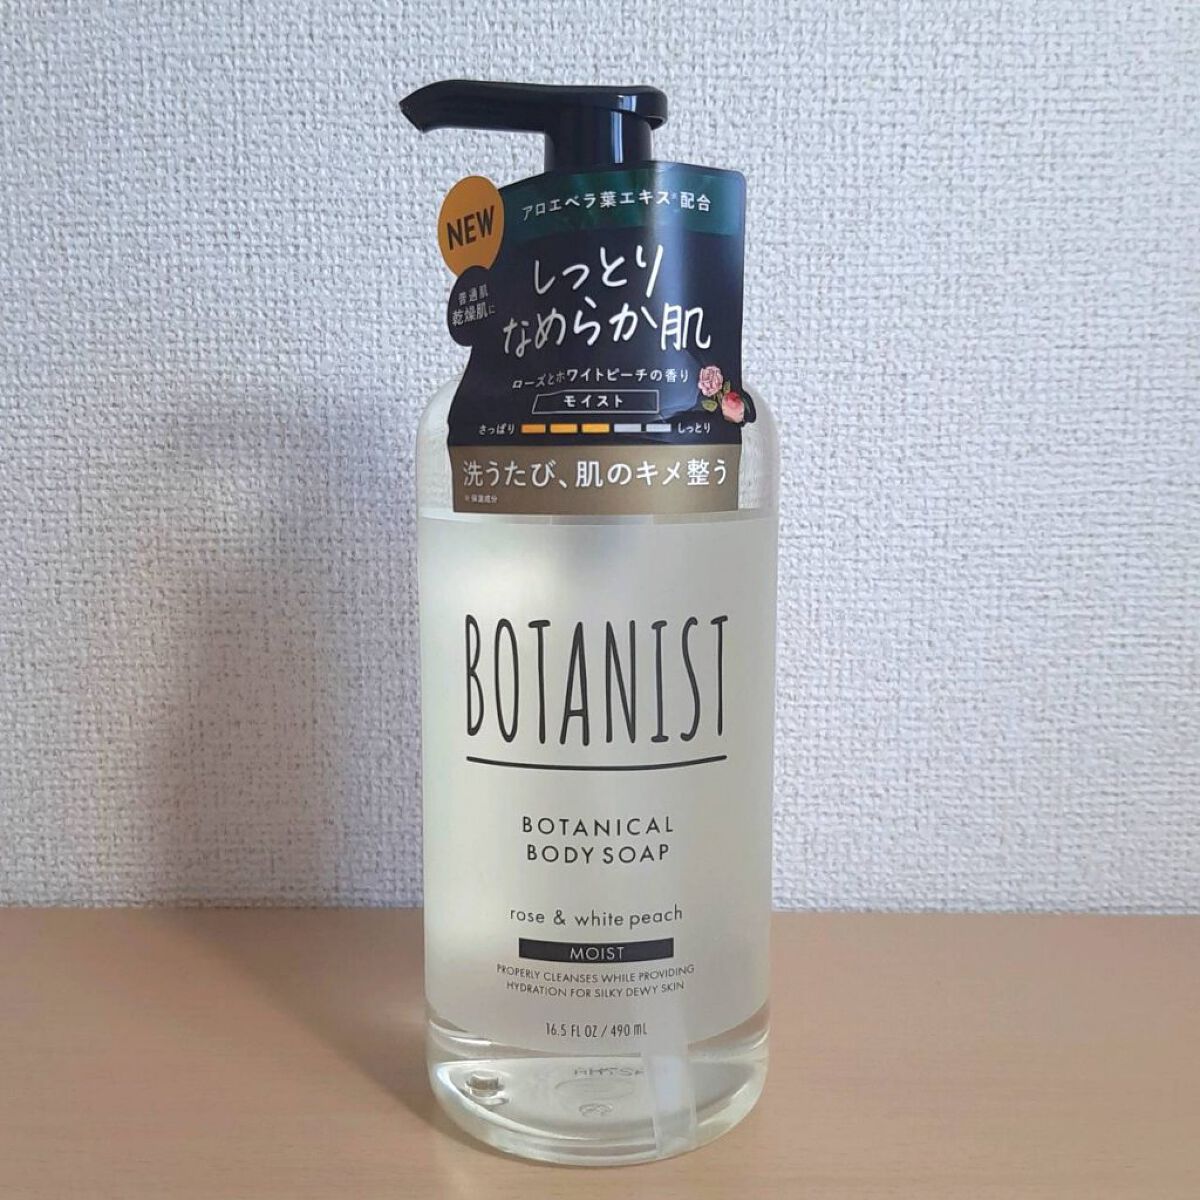 アロエベラ葉エキス※配合
NEW
しっとり
なめらか肌
普通肌
乾燥肌に
ローズとホワイトピーチの香り
モイスト
さっぱり しっとり
洗うたび、肌のキメ整う
※保湿成分
BOTANIST
BOTANICAL
BODY SOAP
rose & white peach
MOIST
PROPERLY CLEANSES WHILE PROVIDING
HYDRATION FOR SILKY DEWY SKIN
16.5 FL OZ / 490 mL